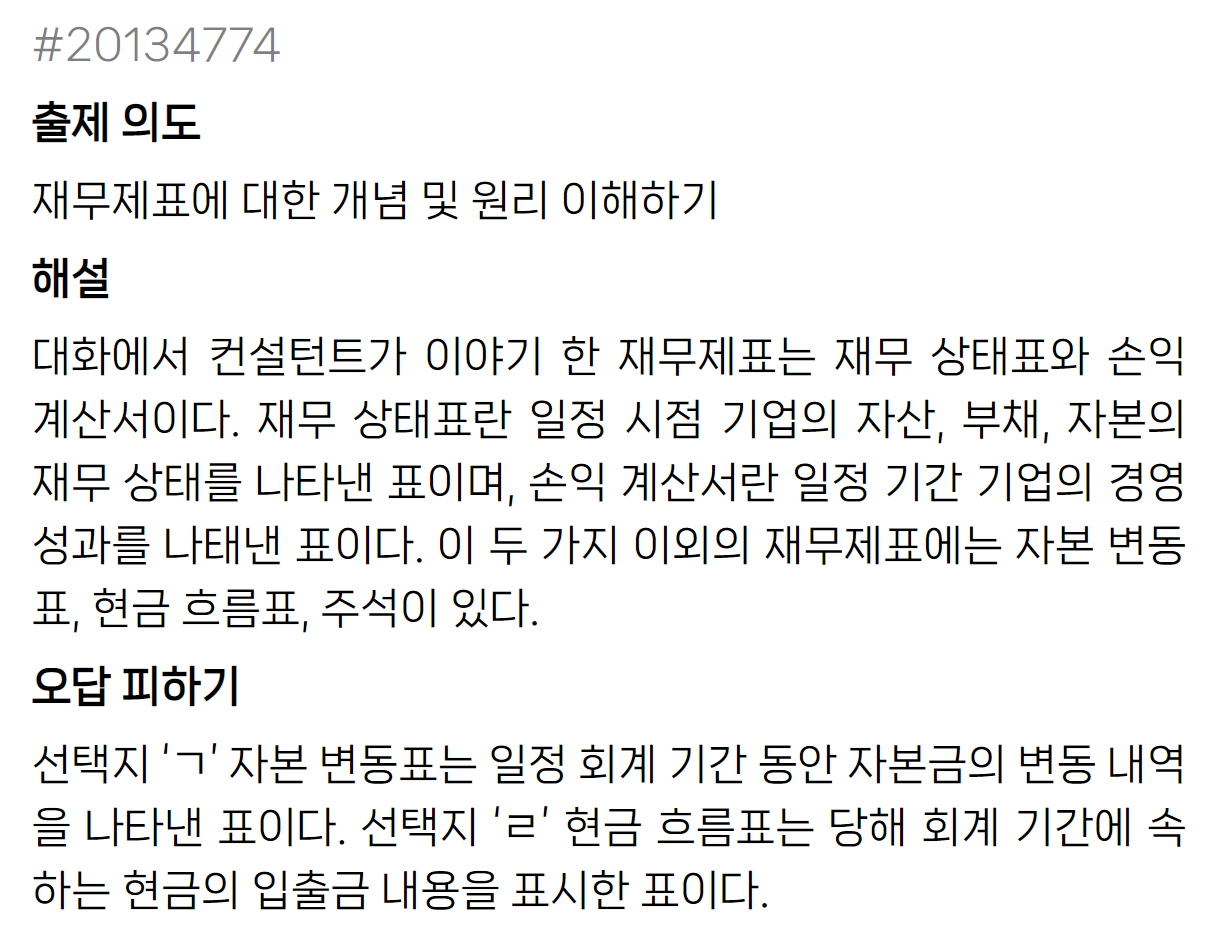 #20134774
출제 의도
재무제표에 대한 개념 및 원리 이해하기
해설
대화에서 컨설턴트가 이야기 한 재무제표는 재무 상태표와 손익
계산서이다. 재무 상태표란 일정 시점 기업의 자산, 부채, 자본의
재무 상태를 나타낸 표이며, 손익 계산서란 일정 기간 기업의 경영
성과를 나태낸 표이다. 이 두 가지 이외의 재무제표에는 자본 변동
표, 현금 흐름표, 주석이 있다.
오답 피하기
선택지 ‘ㄱ’ 자본 변동표는 일정 회계 기간 동안 자본금의 변동 내역
을 나타낸 표이다. 선택지 ‘ㄹ’ 현금 흐름표는 당해 회계 기간에 속
하는 현금의 입출금 내용을 표시한 표이다.